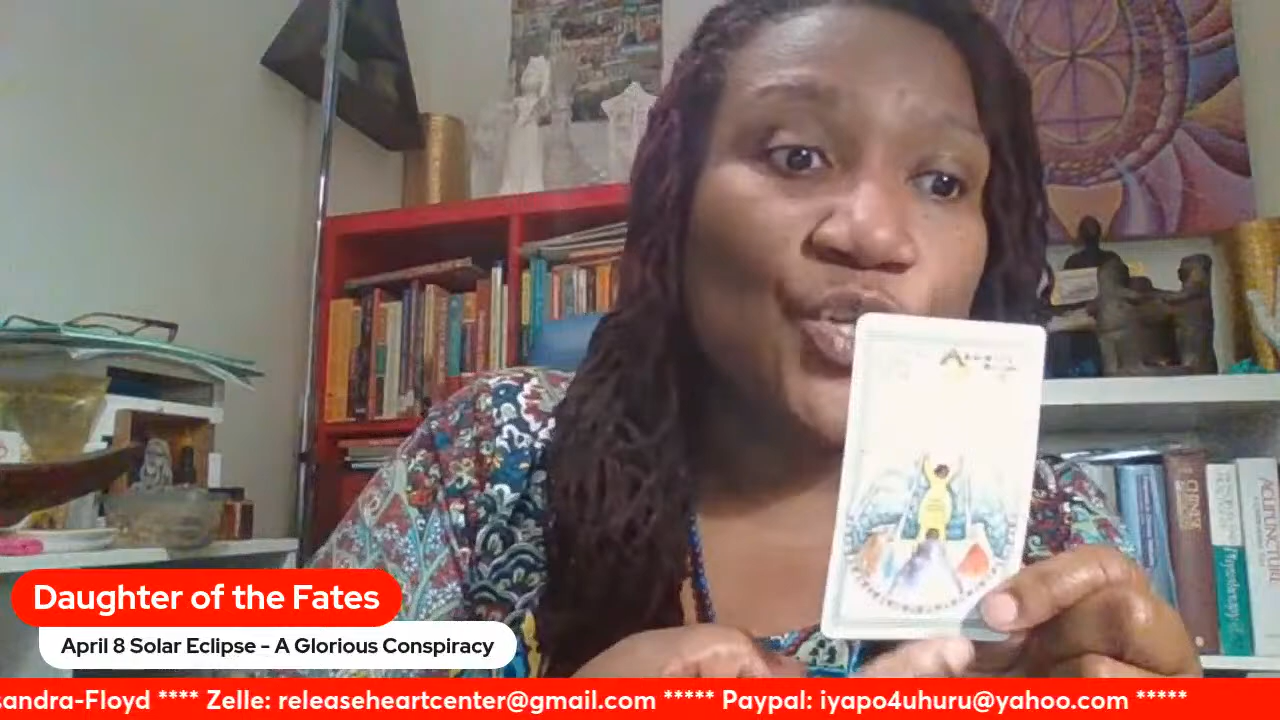 Daughter of the Fates
April 8 Solar Eclipse - A Glorious Conspiracy
sandra-Floyd **** Zelle: releaseheartcenter@gmail.com ***** Paypal: iyapo4uhuru@yahoo.com *****
ACUPUNCTURE